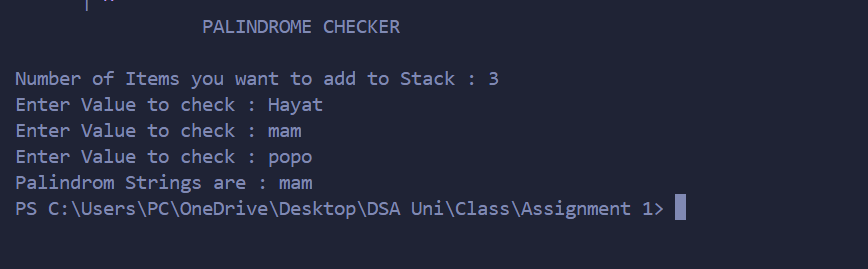 PALINDROME CHECKER
Number of Items you want to add to Stack : 3
Enter Value to check : Hayat
Enter Value to check : mam
Enter Value to check : popo
Palindrom Strings are : mam
PS C:\Users\PC\OneDrive\Desktop\DSA Uni\Class\Assignment 1>